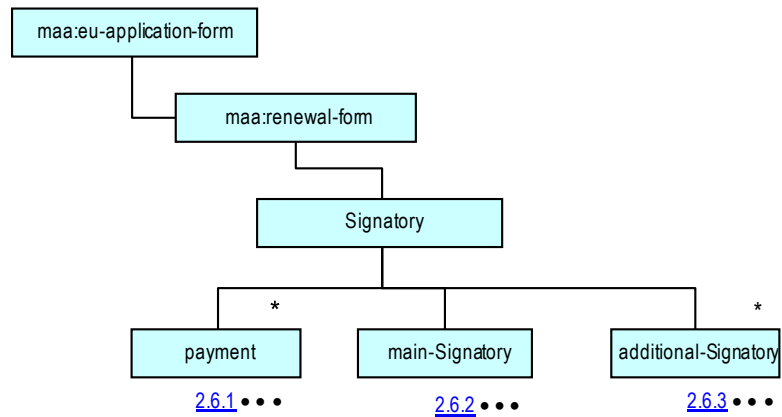 maa:eu-application-form
maa:renewal-form
Signatory
* *
payment main-Signatory additional-Signatory
2.6.1 ••• 2.6.2 ••• 2.6.3 •••